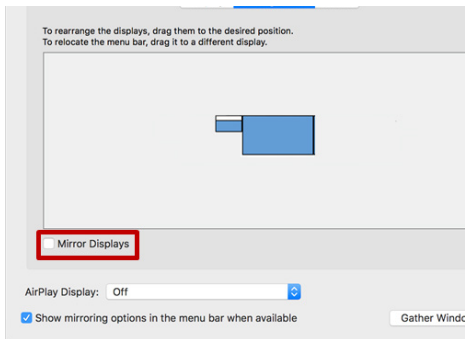 To rearrange the displays, drag them to the desired position.
To relocate the menu bar, drag it to a different display.
Mirror Displays
AirPlay Display: Off
Show mirroring options in the menu bar when available
Gather